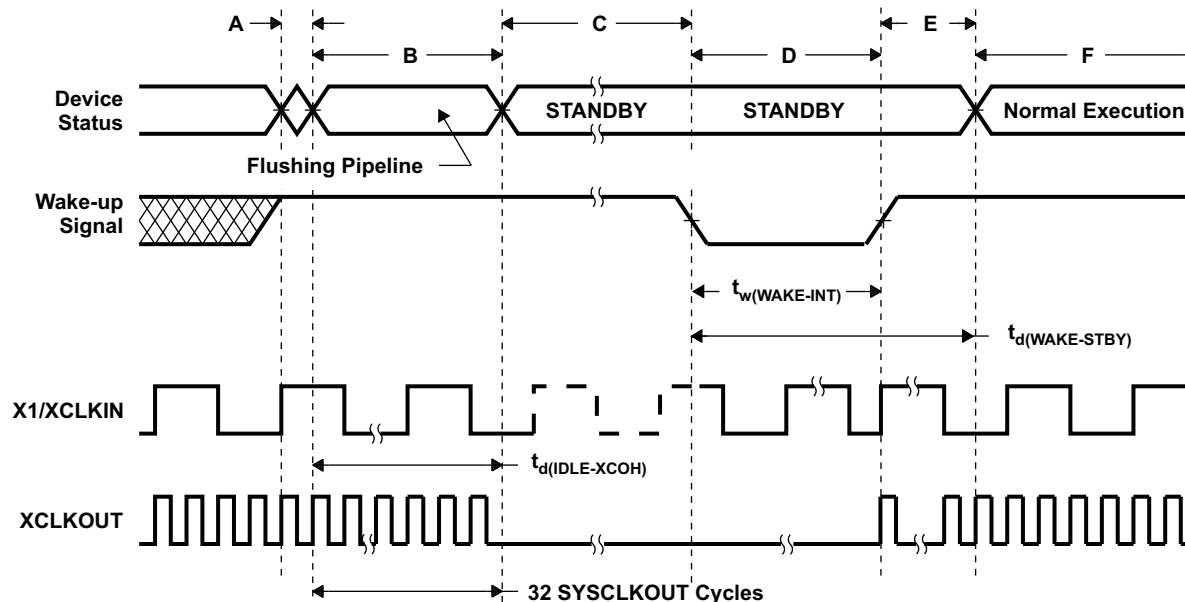 A
B
C
D
E
F
Device
Status
STANDBY
STANDBY
Normal Execution
Flushing Pipeline
Wake-up
Signal
tw(WAKE-INT)
td(WAKE-STBY)
X1/XCLKIN
td(IDLE-XCOH)
XCLKOUT
32 SYSCLKOUT Cycles